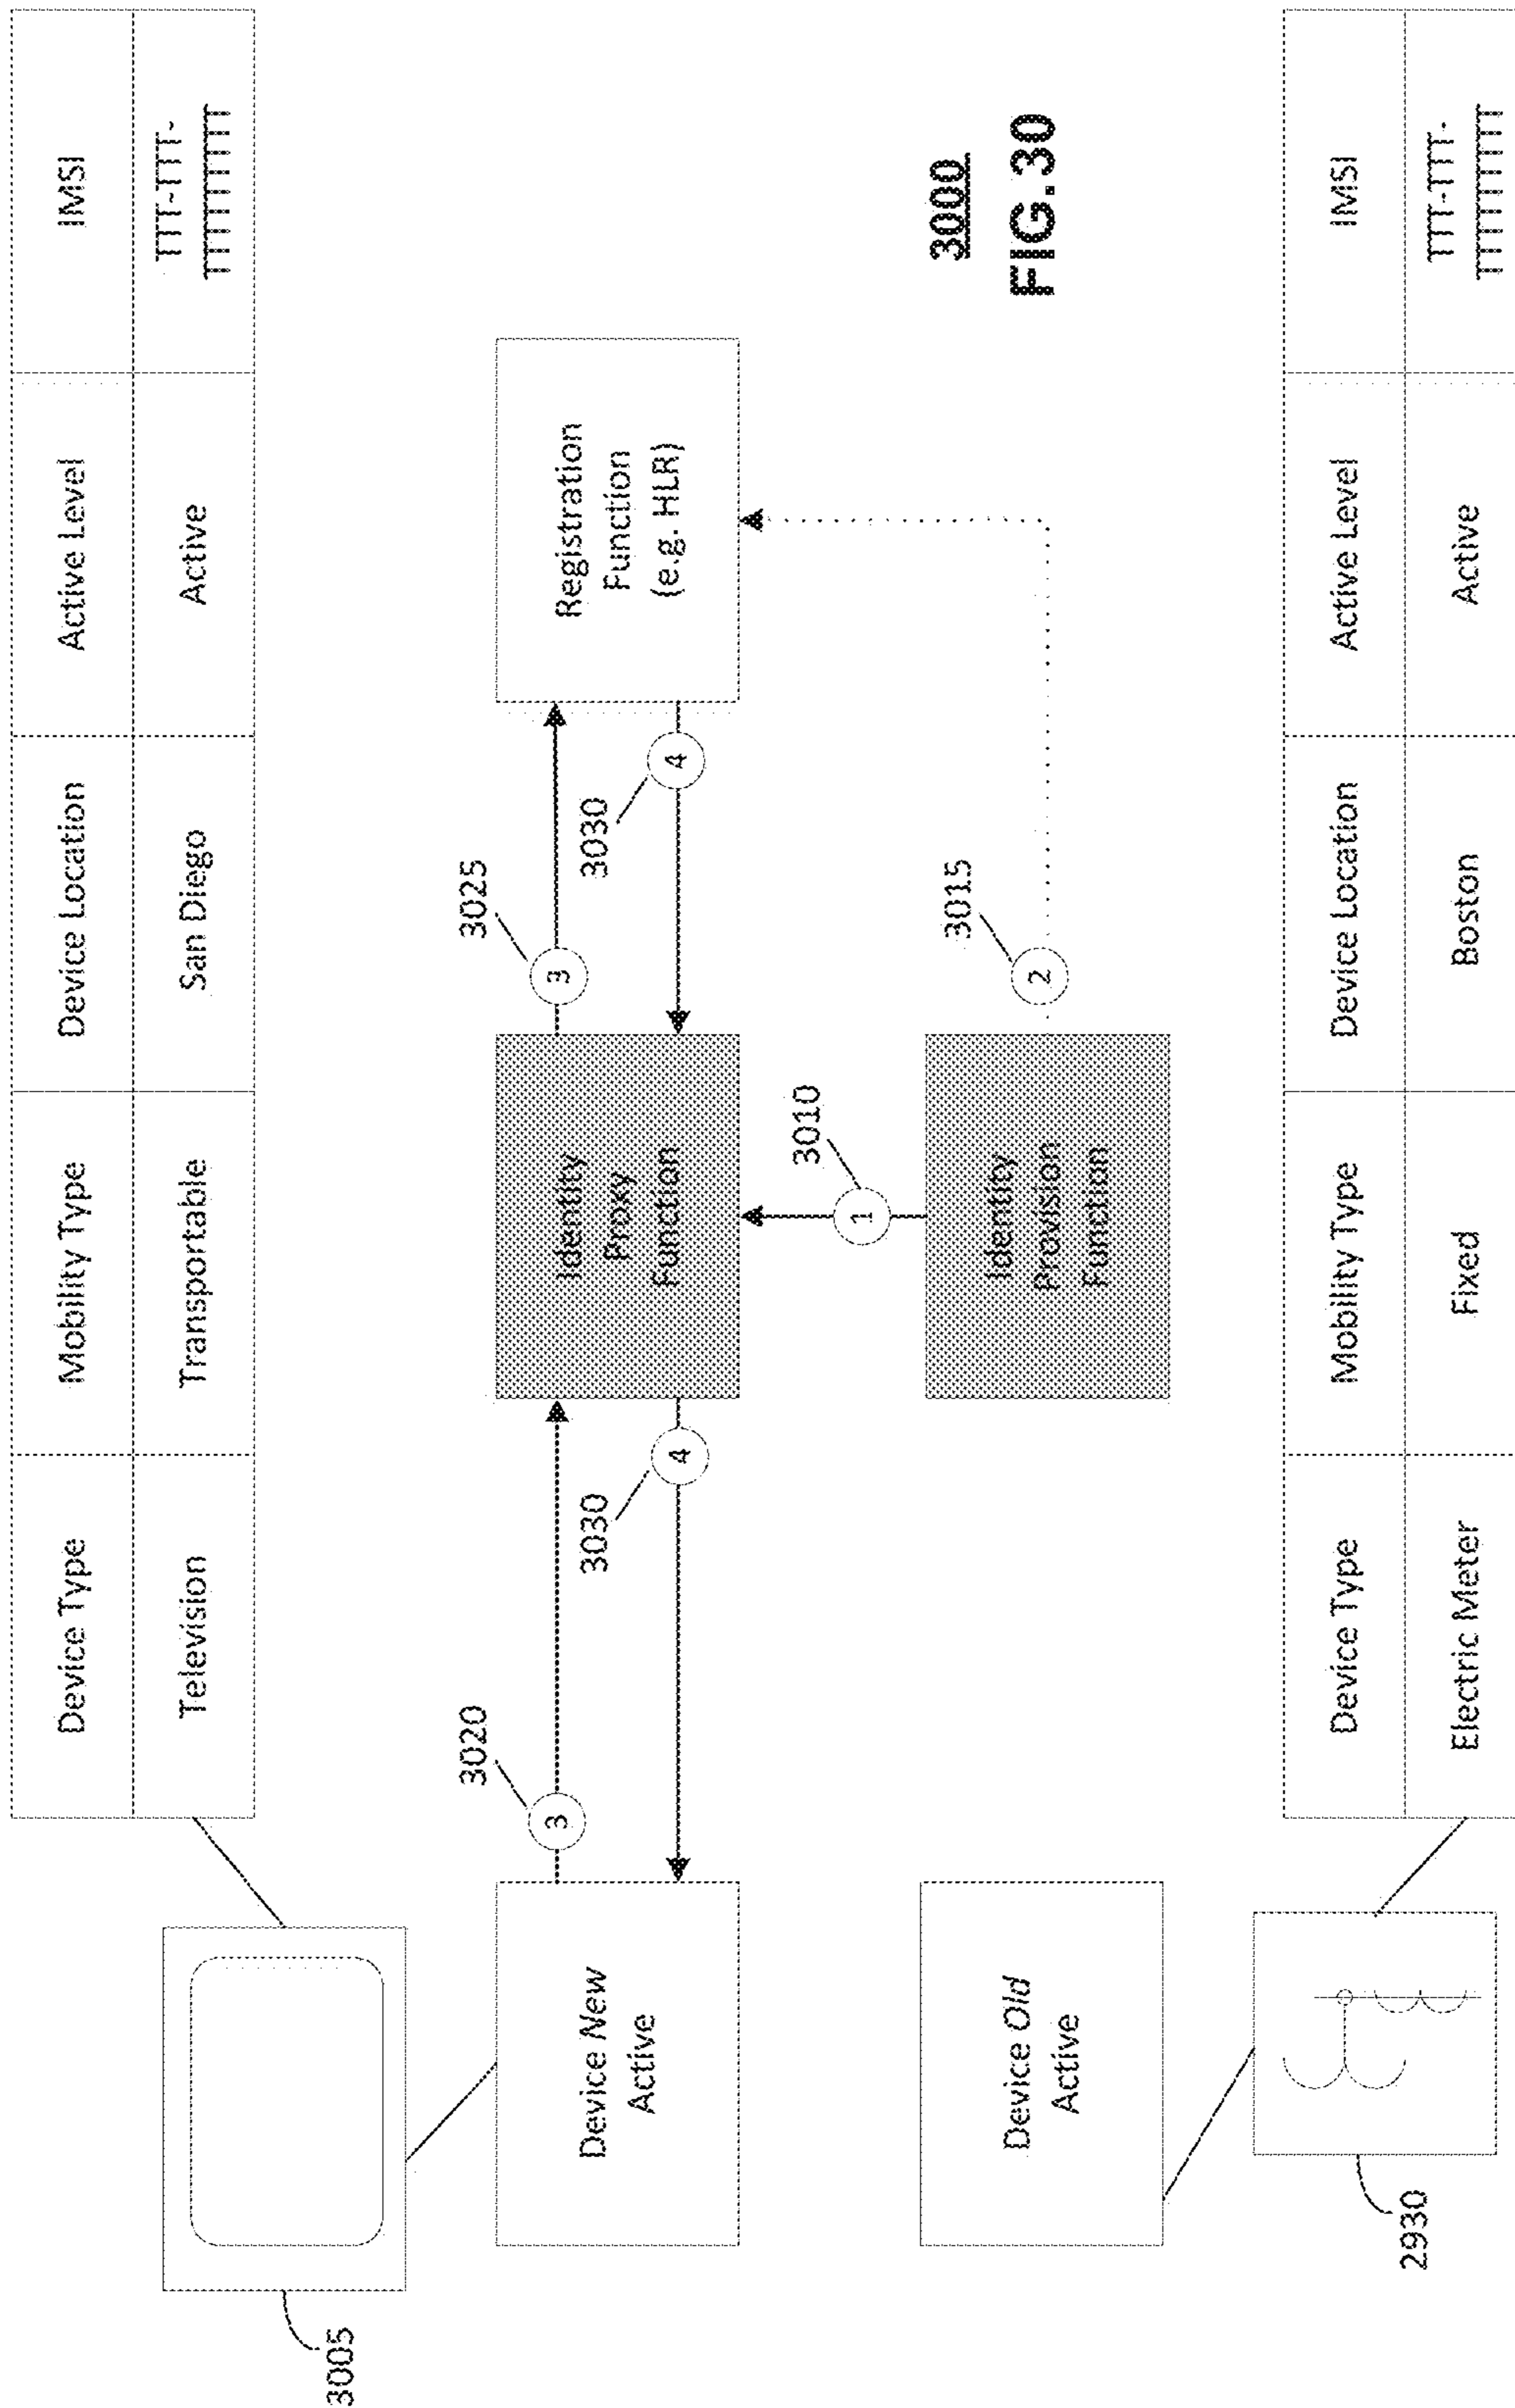 Device Type
Mobility Type
Device Location
Active Level
IMSI
Television
Transportable
San Diego
Active
TTT-TTT-
TTTTTTTTT
3005
Device New
Active
3020
3
3030
4
Identity
Proxy
Function
3025
3
3030
4
Registration
Function
(e.g. HLR)
3010
1
Device Old
Active
Identity
Provision
Function
3015
2
3000
FIG.30
2930
Device Type
Mobility Type
Device Location
Active Level
IMSI
Electric Meter
Fixed
Boston
Active
TTT-TTT-
TTTTTTTTT